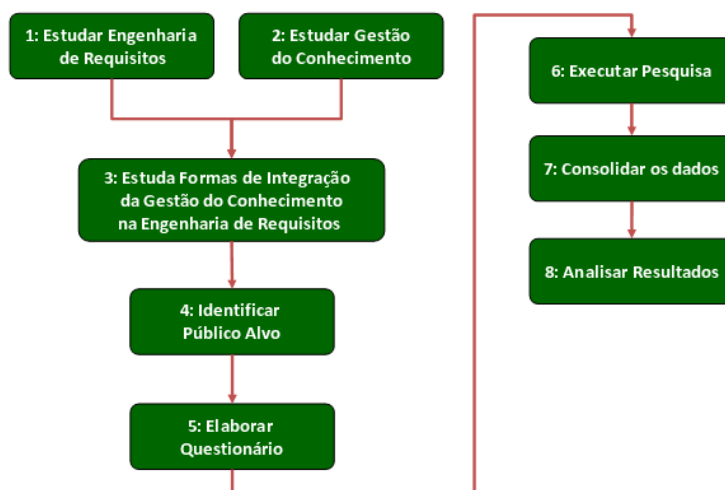 1: Estudar Engenharia
de Requisitos
2: Estudar Gestão
do Conhecimento
3: Estuda Formas de Integração
da Gestão do Conhecimento
na Engenharia de Requisitos
4: Identificar
Público Alvo
5: Elaborar
Questionário
6: Executar Pesquisa
7: Consolidar os dados
8: Analisar Resultados